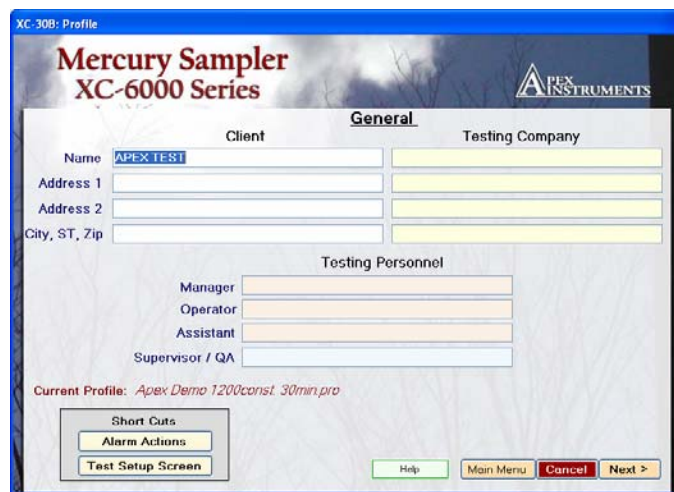 XC-30B: Profile
Mercury Sampler
XC-6000 Series
APEX INSTRUMENTS
General
Client Testing Company
Name APEX TEST
Address 1
Address 2
City, ST, Zip
Testing Personnel
Manager
Operator
Assistant
Supervisor / QA
Current Profile: Apex Demo 1200const. 30min.pro
Short Cuts
Alarm Actions
Test Setup Screen
Help Main Menu Cancel Next >